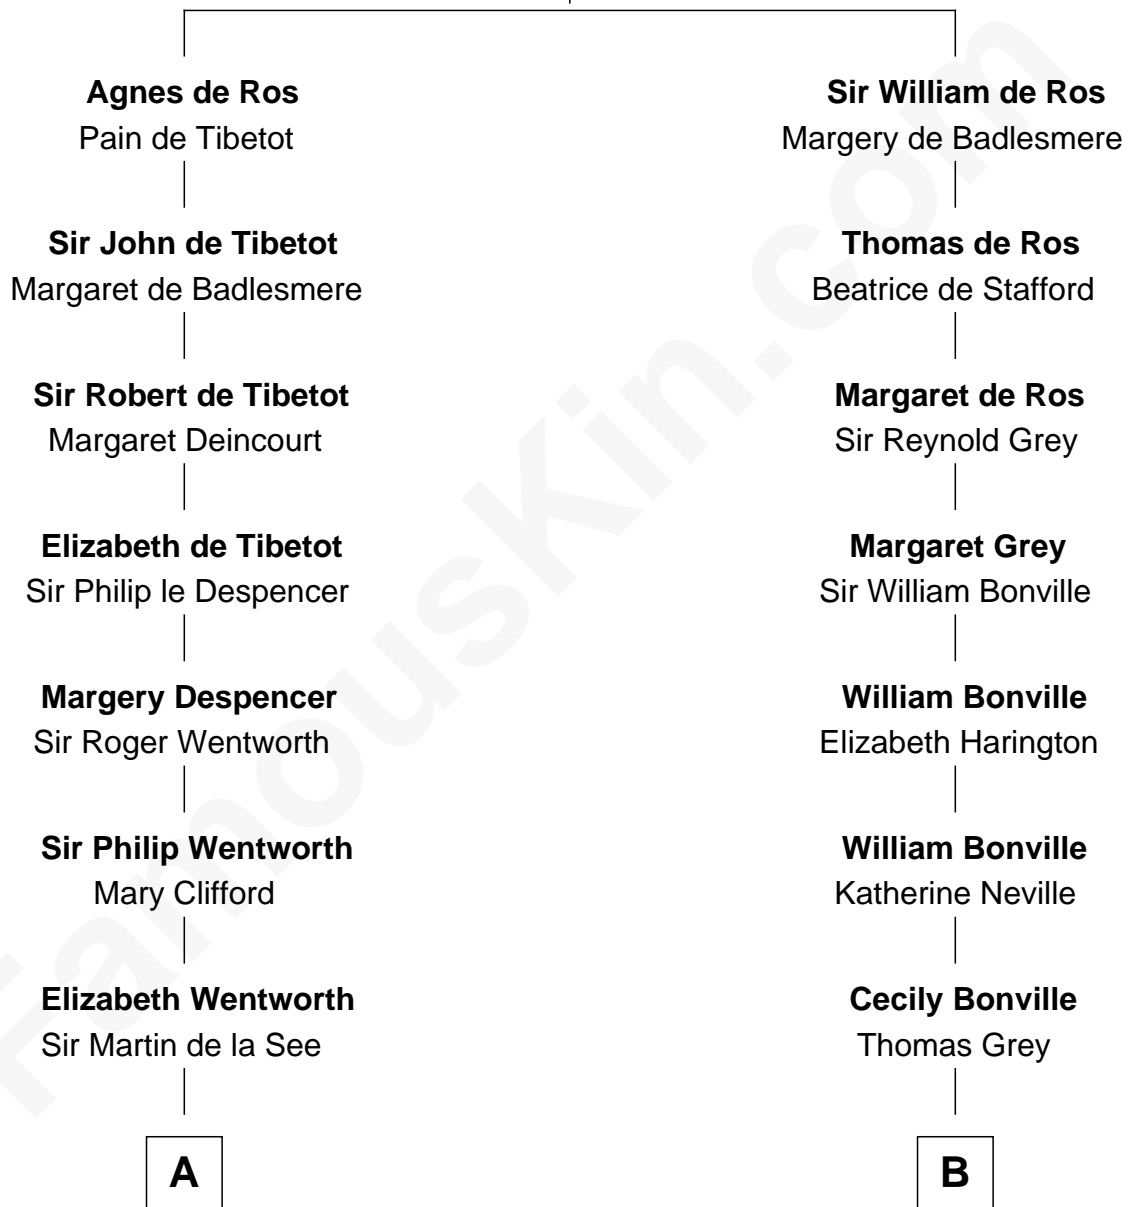 Agnes de Ros
Pain de Tibetot
Sir John de Tibetot
Margaret de Badlesmere
Sir Robert de Tibetot
Margaret Deincourt
Elizabeth de Tibetot
Sir Philip le Despencer
Margery Despencer
Sir Roger Wentworth
Sir Philip Wentworth
Mary Clifford
Elizabeth Wentworth
Sir Martin de la See
A
Sir William de Ros
Margery de Badlesmere
Thomas de Ros
Beatrice de Stafford
Margaret de Ros
Sir Reynold Grey
Margaret Grey
Sir William Bonville
William Bonville
Elizabeth Harington
William Bonville
Katherine Neville
Cecily Bonville
Thomas Grey
B
FamousKin.com